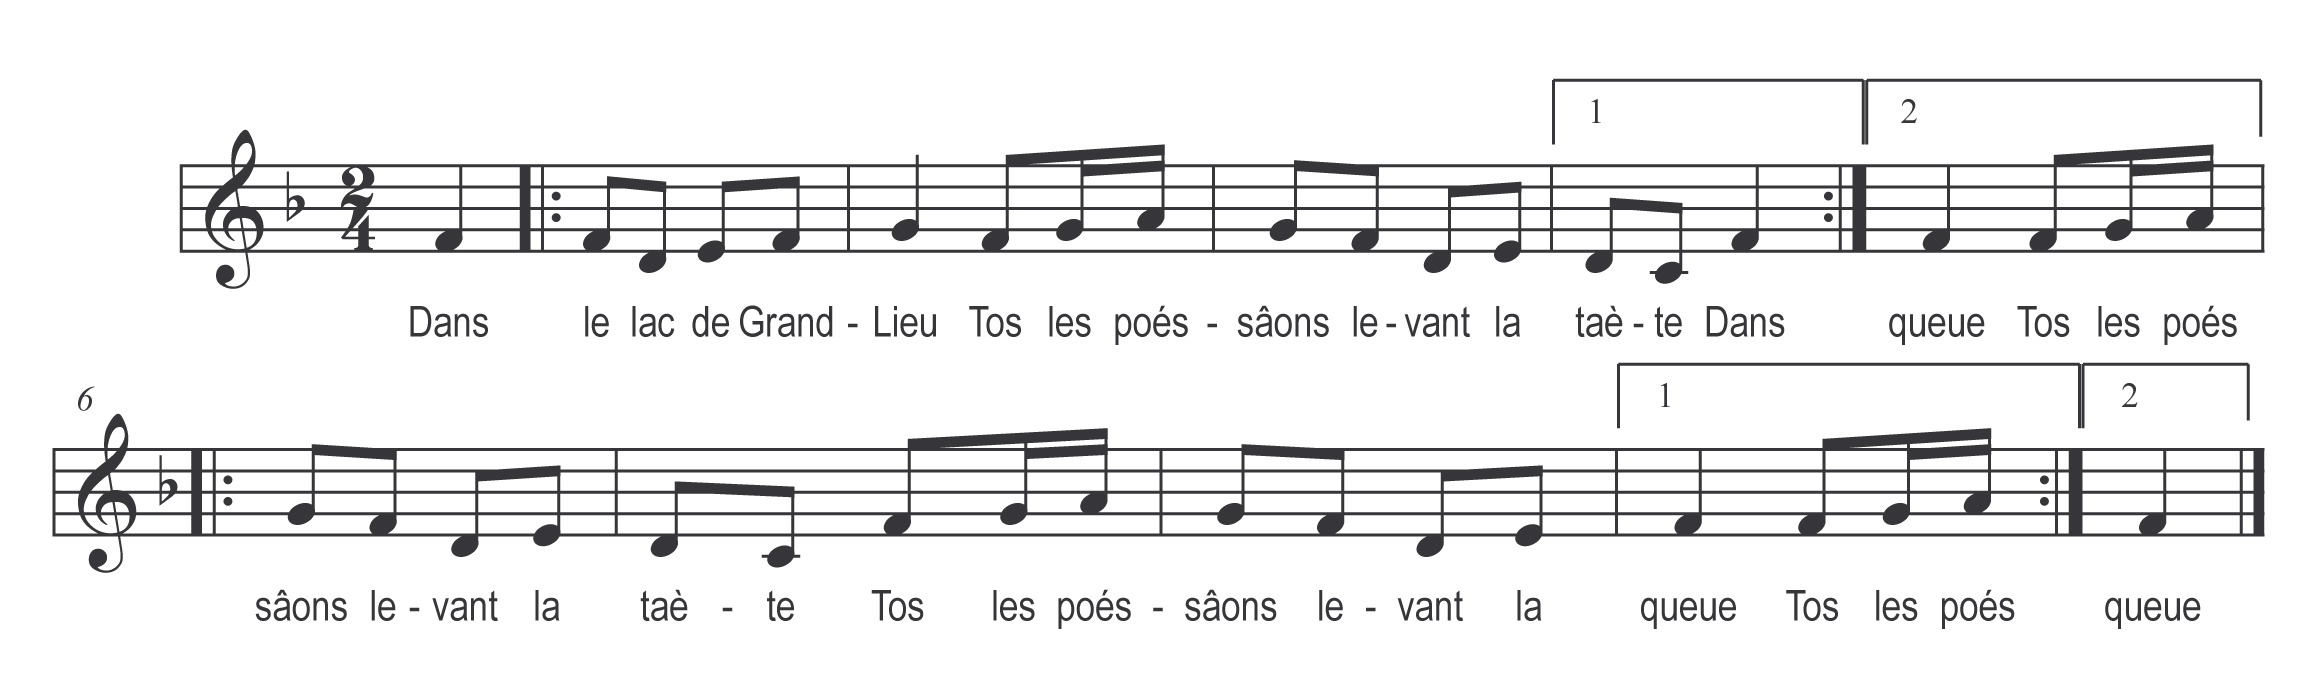 1 2
2 4
Dans le lac de Grand - Lieu Tos les poés - sâons le - vant la taè - te Dans queue Tos les poés
6 1 2
sâons le - vant la taè - te Tos les poés - sâons le - vant la queue Tos les poés queue